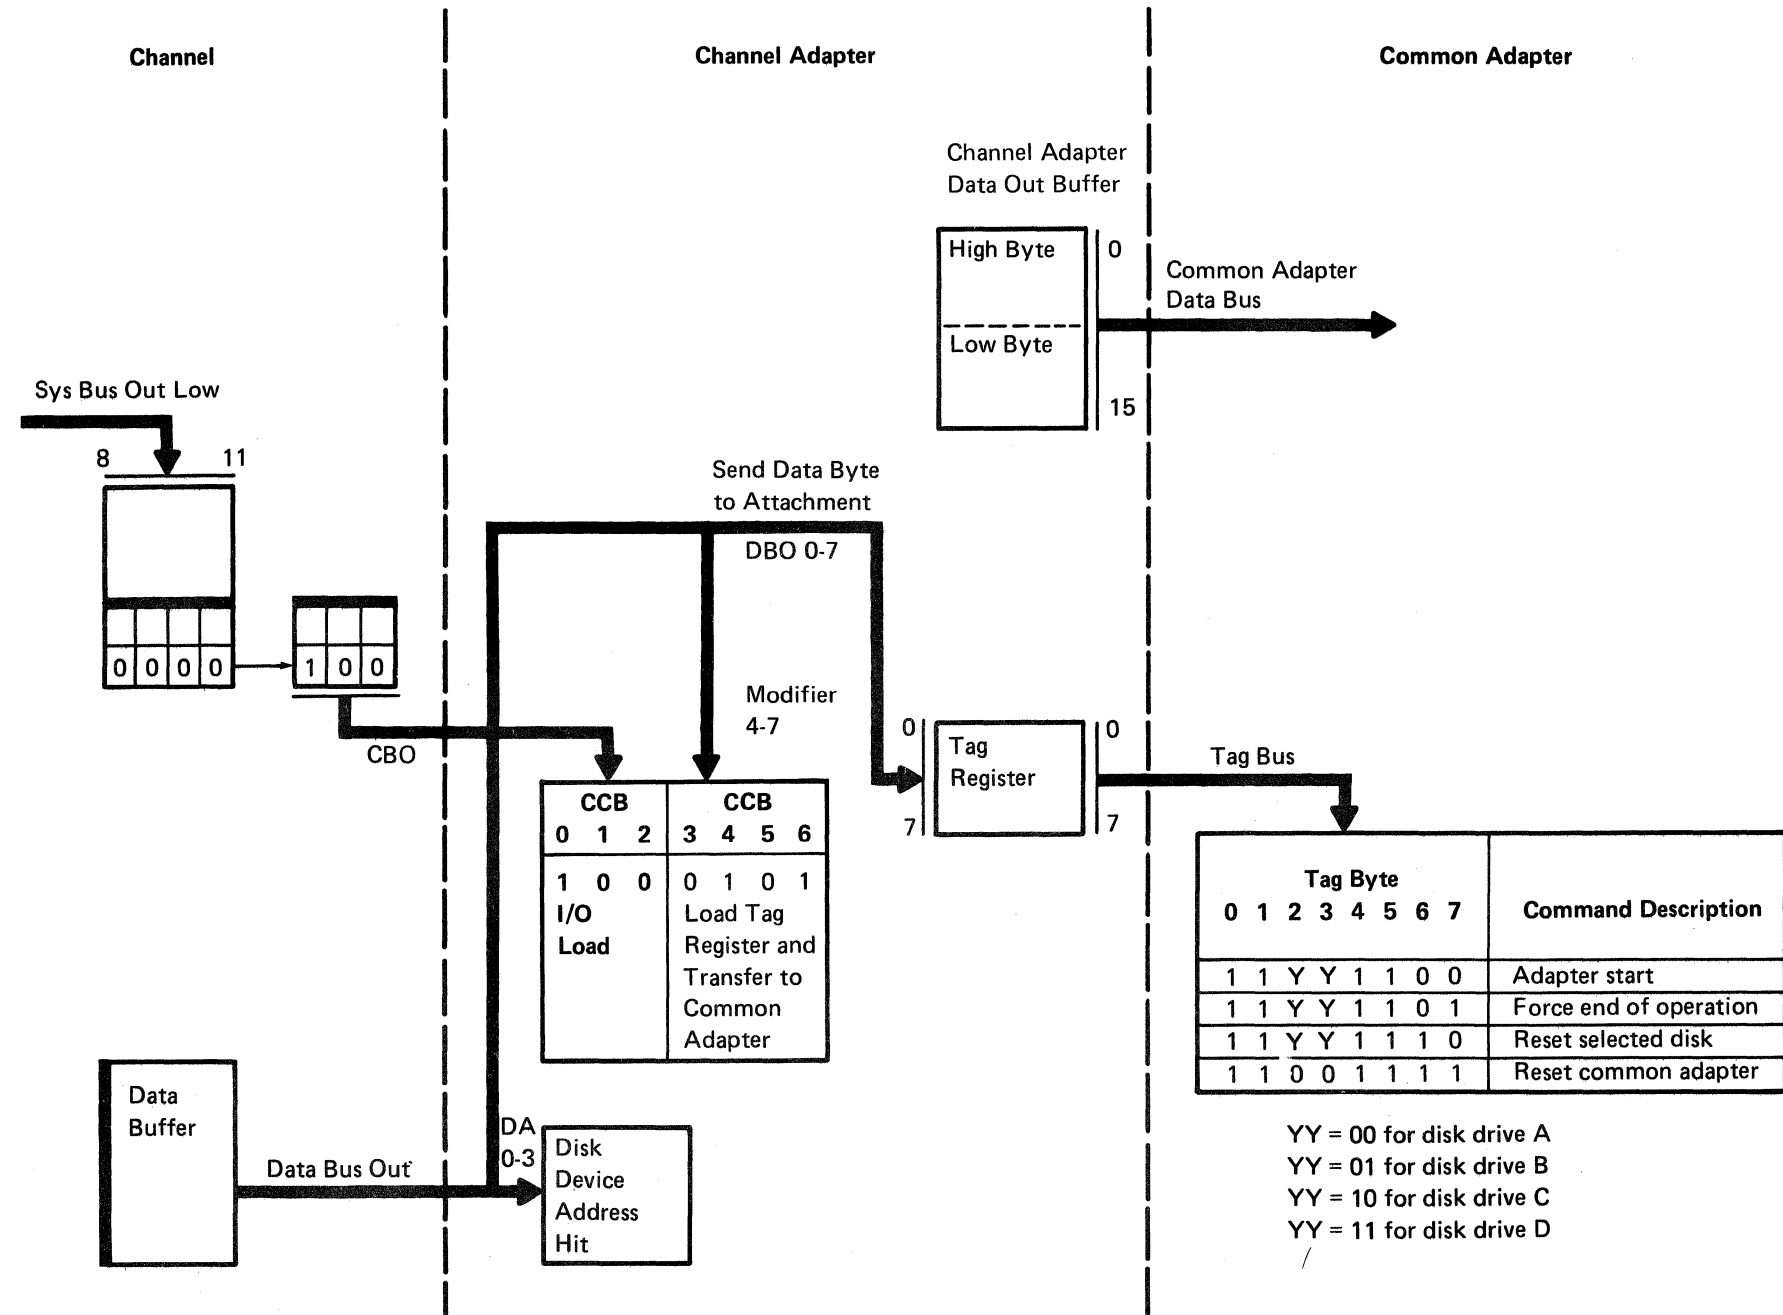 Channel
Channel Adapter
Common Adapter
Channel Adapter
Data Out Buffer
High Byte
0
Low Byte
15
Common Adapter
Data Bus
Sys Bus Out Low
8 11
0 0 0 0
1 0 0
CBO
Send Data Byte
to Attachment
DBO 0-7
Modifier
4-7
0
7
Tag
Register
0
7
Tag Bus
CCB CCB
0 1 2 3 4 5 6
1 0 0 0 1 0 1
I/O
Load
Load Tag
Register and
Transfer to
Common
Adapter
Tag Byte
0 1 2 3 4 5 6 7 Command Description
1 1 Y Y 1 1 0 0 Adapter start
1 1 Y Y 1 1 0 1 Force end of operation
1 1 Y Y 1 1 1 0 Reset selected disk
1 1 0 0 1 1 1 1 Reset common adapter
YY = 00 for disk drive A
YY = 01 for disk drive B
YY = 10 for disk drive C
YY = 11 for disk drive D
Data
Buffer
Data Bus Out
DA
0-3
Disk
Device
Address
Hit